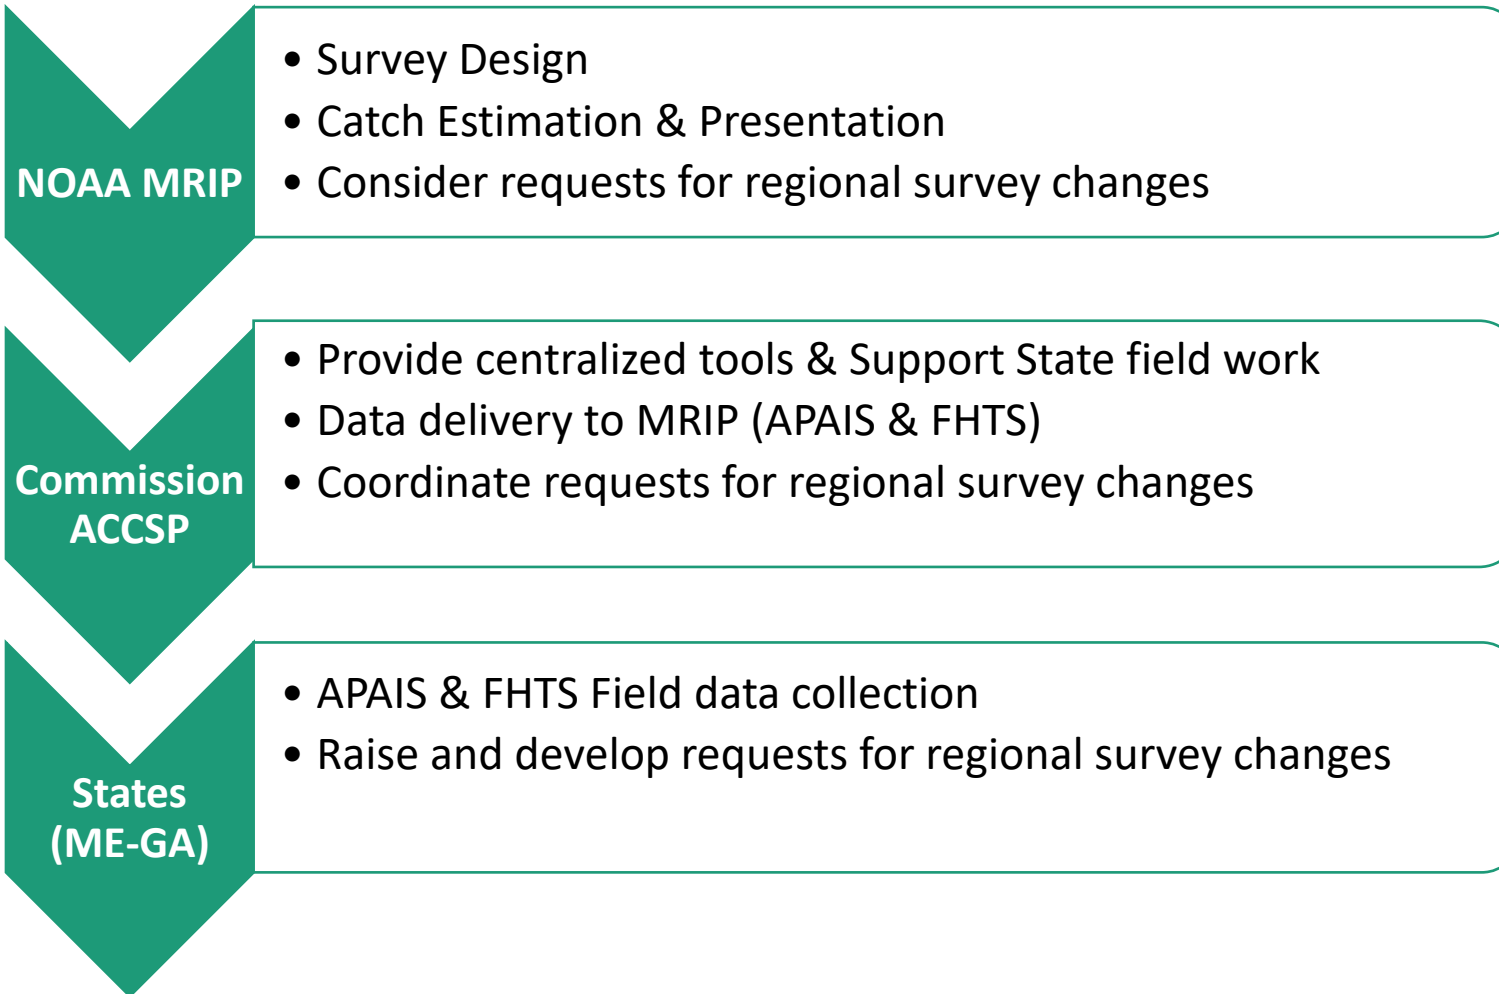 NOAA MRIP
• Survey Design
• Catch Estimation & Presentation
• Consider requests for regional survey changes
Commission
ACCSP
• Provide centralized tools & Support State field work
• Data delivery to MRIP (APAIS & FHTS)
• Coordinate requests for regional survey changes
States
(ME-GA)
• APAIS & FHTS Field data collection
• Raise and develop requests for regional survey changes